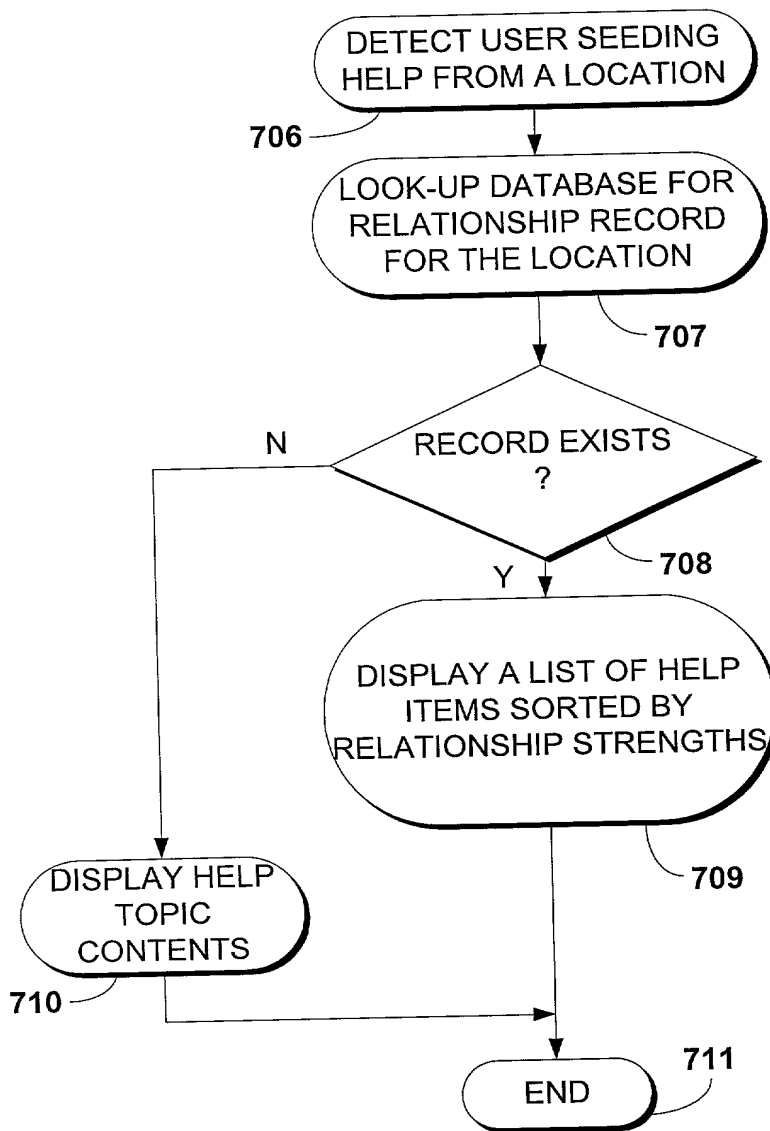 DETECT USER SEEDING
HELP FROM A LOCATION
706
LOOK-UP DATABASE FOR
RELATIONSHIP RECORD
FOR THE LOCATION
707
N
RECORD EXISTS
?
708
Y
DISPLAY A LIST OF HELP
ITEMS SORTED BY
RELATIONSHIP STRENGTHS
709
DISPLAY HELP
TOPIC
CONTENTS
710
711
END